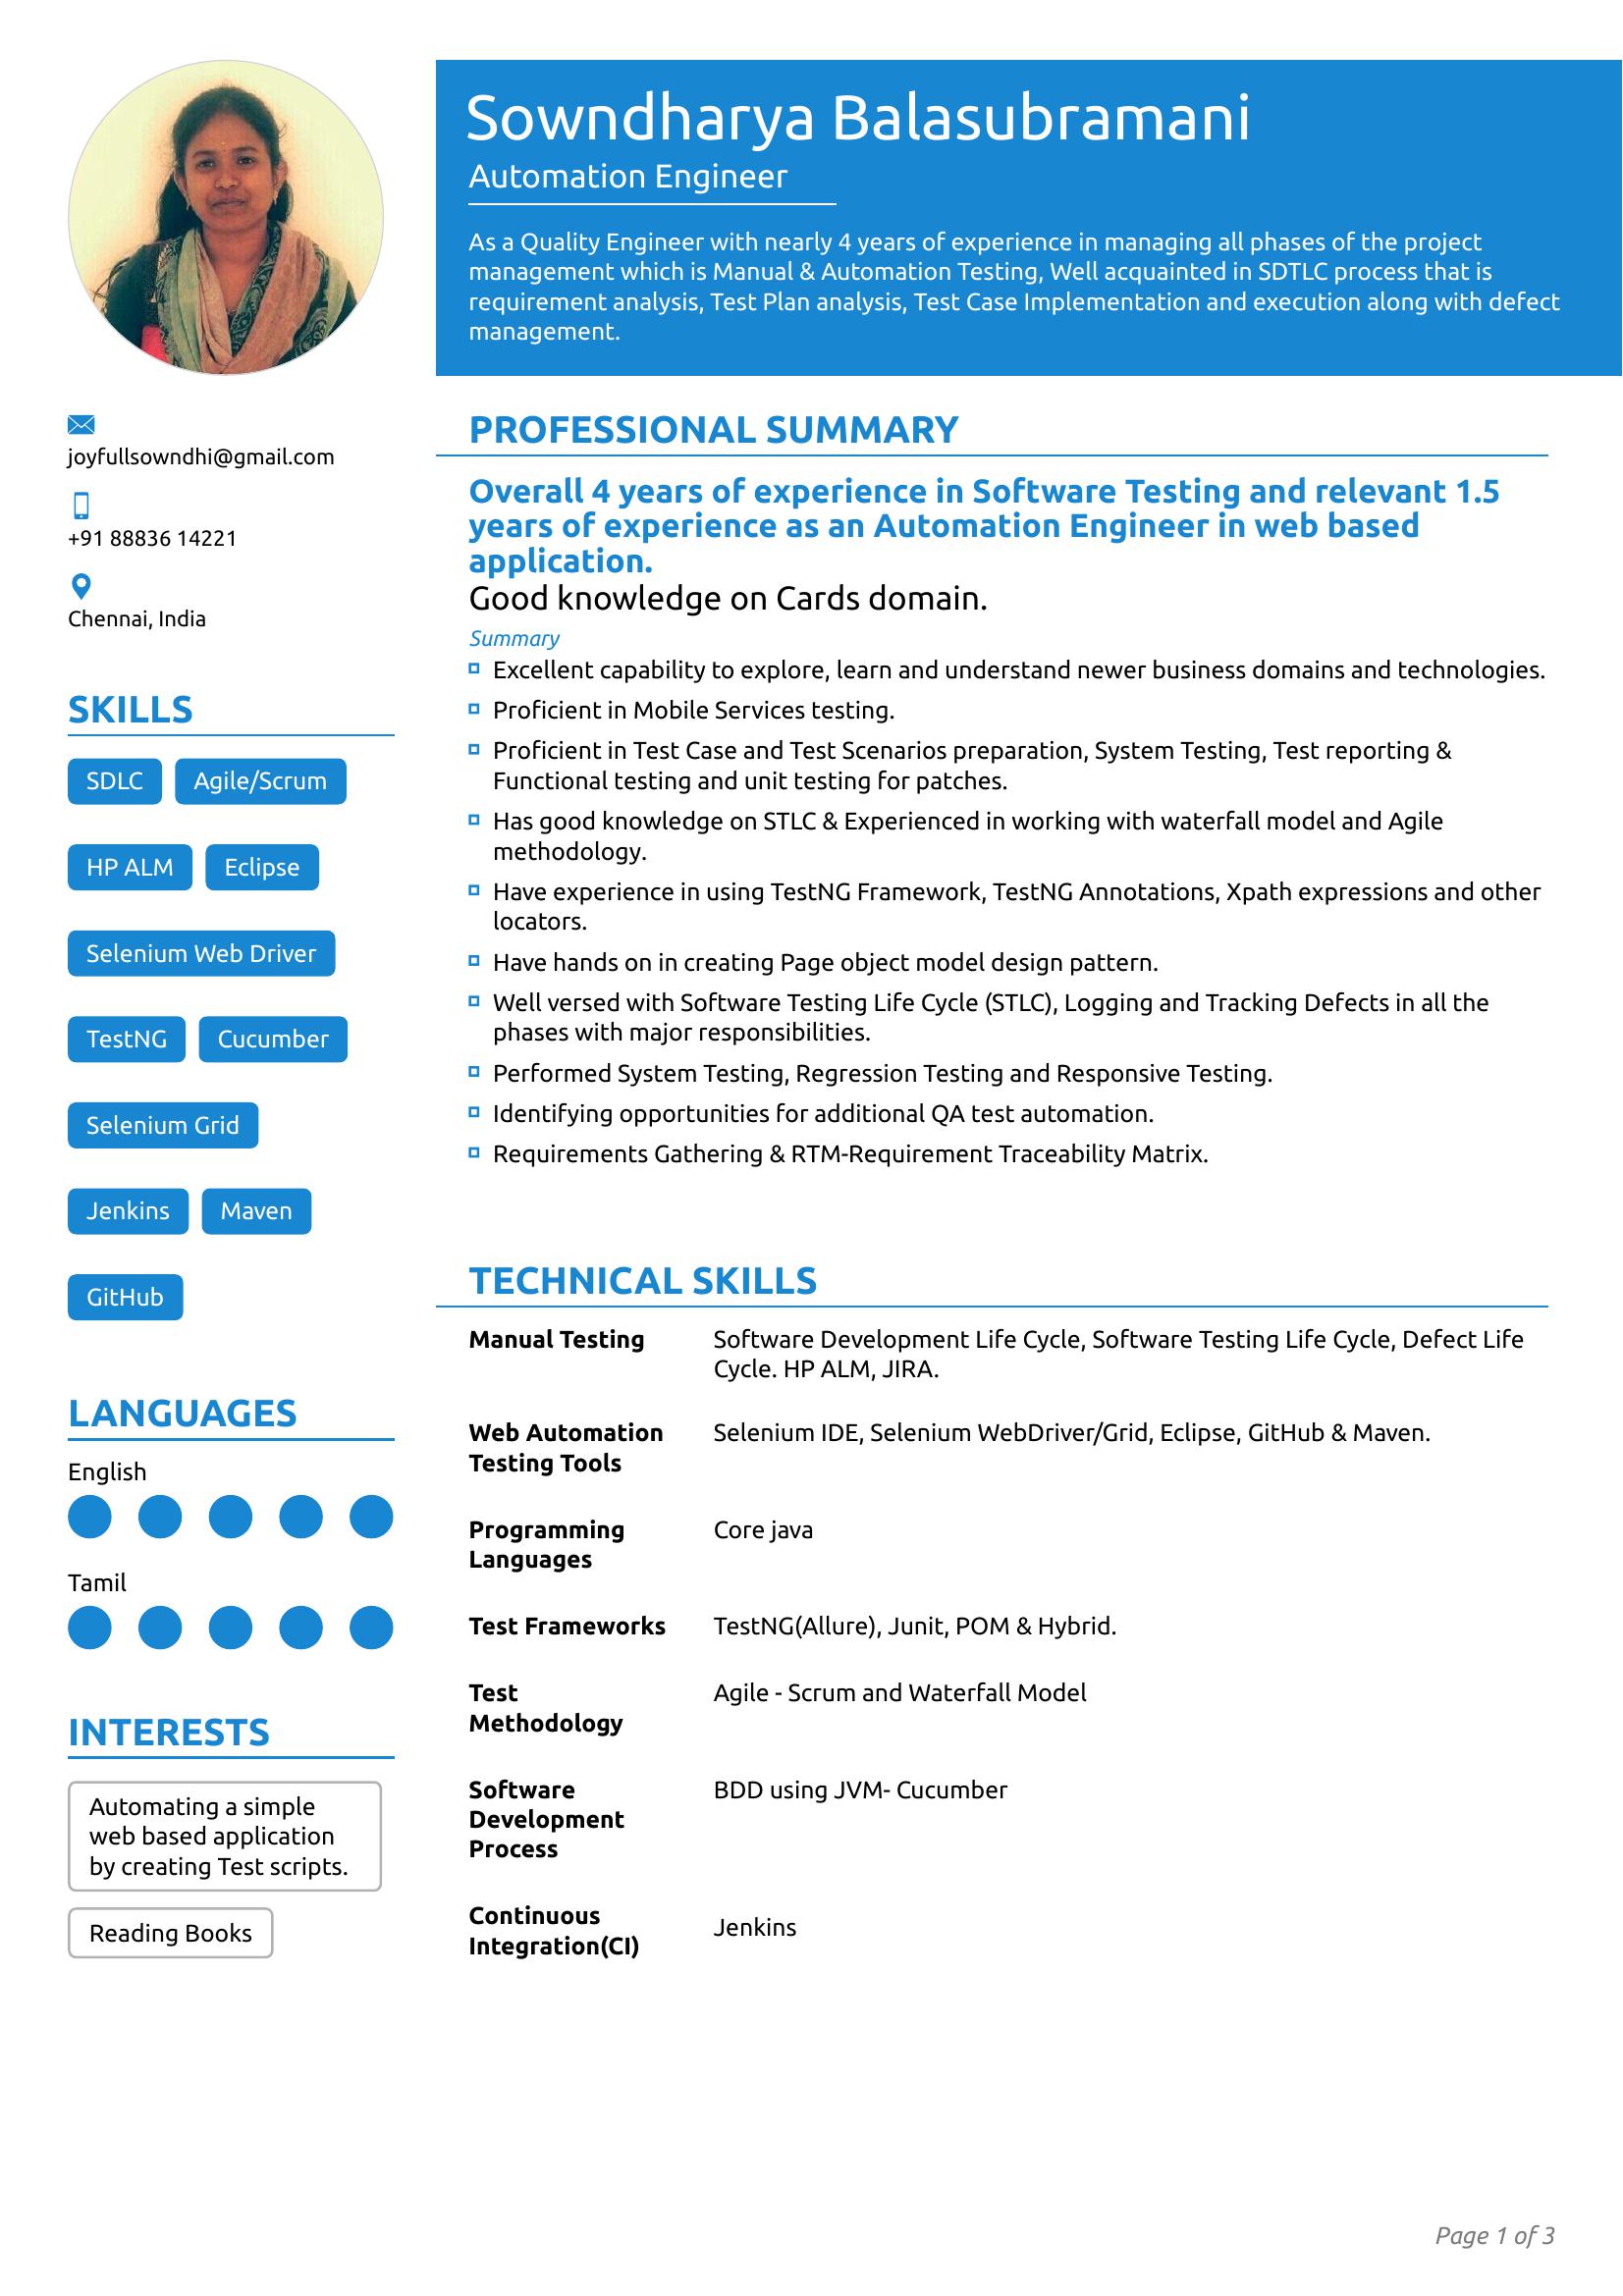 Sowndharya Balasubramani
Automation Engineer
As a Quality Engineer with nearly 4 years of experience in managing all phases of the project
management which is Manual & Automation Testing, Well acquainted in SDTLC process that is
requirement analysis, Test Plan analysis, Test Case Implementation and execution along with defect
management.
joyfullsowndhi@gmail.com
+91 88836 14221
Chennai, India
SKILLS
SDLC Agile/Scrum
HP ALM Eclipse
Selenium Web Driver
TestNG Cucumber
Selenium Grid
Jenkins Maven
GitHub
LANGUAGES
English
Tamil
INTERESTS
Automating a simple
web based application
by creating Test scripts.
Reading Books
PROFESSIONAL SUMMARY
Overall 4 years of experience in Software Testing and relevant 1.5
years of experience as an Automation Engineer in web based
application.
Good knowledge on Cards domain.
Summary
Excellent capability to explore, learn and understand newer business domains and technologies.
Proficient in Mobile Services testing.
Proficient in Test Case and Test Scenarios preparation, System Testing, Test reporting &
Functional testing and unit testing for patches.
Has good knowledge on STLC & Experienced in working with waterfall model and Agile
methodology.
Have experience in using TestNG Framework, TestNG Annotations, Xpath expressions and other
locators.
Have hands on in creating Page object model design pattern.
Well versed with Software Testing Life Cycle (STLC), Logging and Tracking Defects in all the
phases with major responsibilities.
Performed System Testing, Regression Testing and Responsive Testing.
Identifying opportunities for additional QA test automation.
Requirements Gathering & RTM-Requirement Traceability Matrix.
TECHNICAL SKILLS
Manual Testing Software Development Life Cycle, Software Testing Life Cycle, Defect Life
Cycle. HP ALM, JIRA.
Web Automation Selenium IDE, Selenium WebDriver/Grid, Eclipse, GitHub & Maven.
Testing Tools
Programming Core java
Languages
Test Frameworks TestNG(Allure), Junit, POM & Hybrid.
Test Agile - Scrum and Waterfall Model
Methodology
Software BDD using JVM- Cucumber
Development
Process
Continuous
Integration(CI) Jenkins
Page 1 of 3